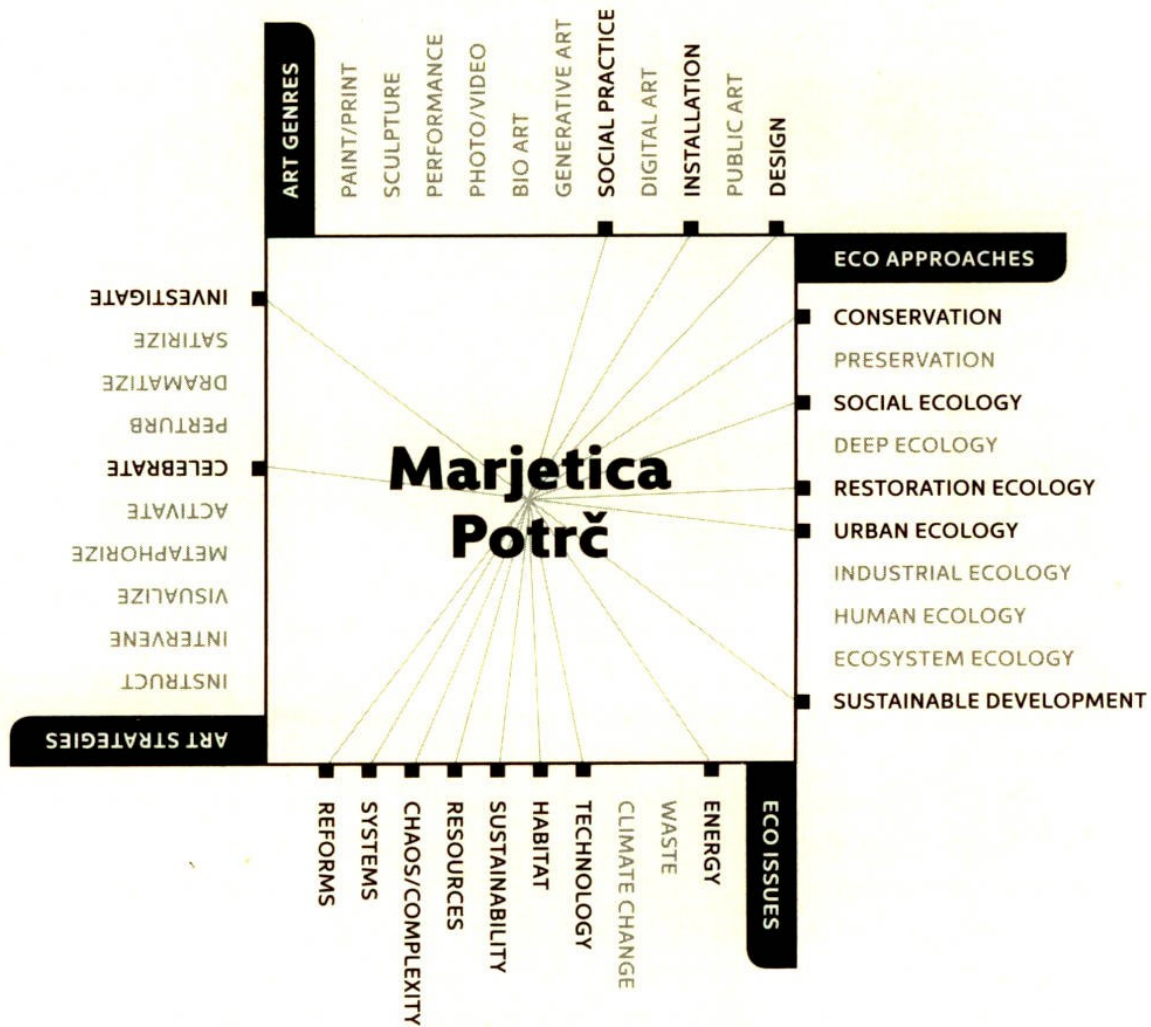 ART GENRES
PAINT/PRINT
SCULPTURE
PERFORMANCE
PHOTO/VIDEO
BIO ART
GENERATIVE ART
SOCIAL PRACTICE
DIGITAL ART
INSTALLATION
PUBLIC ART
DESIGN
ECO APPROACHES
CONSERVATION
PRESERVATION
SOCIAL ECOLOGY
DEEP ECOLOGY
RESTORATION ECOLOGY
URBAN ECOLOGY
INDUSTRIAL ECOLOGY
HUMAN ECOLOGY
ECOSYSTEM ECOLOGY
SUSTAINABLE DEVELOPMENT
ECO ISSUES
ENERGY
WASTE
CLIMATE CHANGE
TECHNOLOGY
HABITAT
SUSTAINABILITY
RESOURCES
CHAOS/COMPLEXITY
SYSTEMS
REFORMS
ART STRATEGIES
INSTRUCT
INTERVENE
VISUALIZE
METAPHORIZE
ACTIVATE
CELEBRATE
PERTURB
DRAMATIZE
SATIRIZE
INVESTIGATE
Marjetica
Potrč